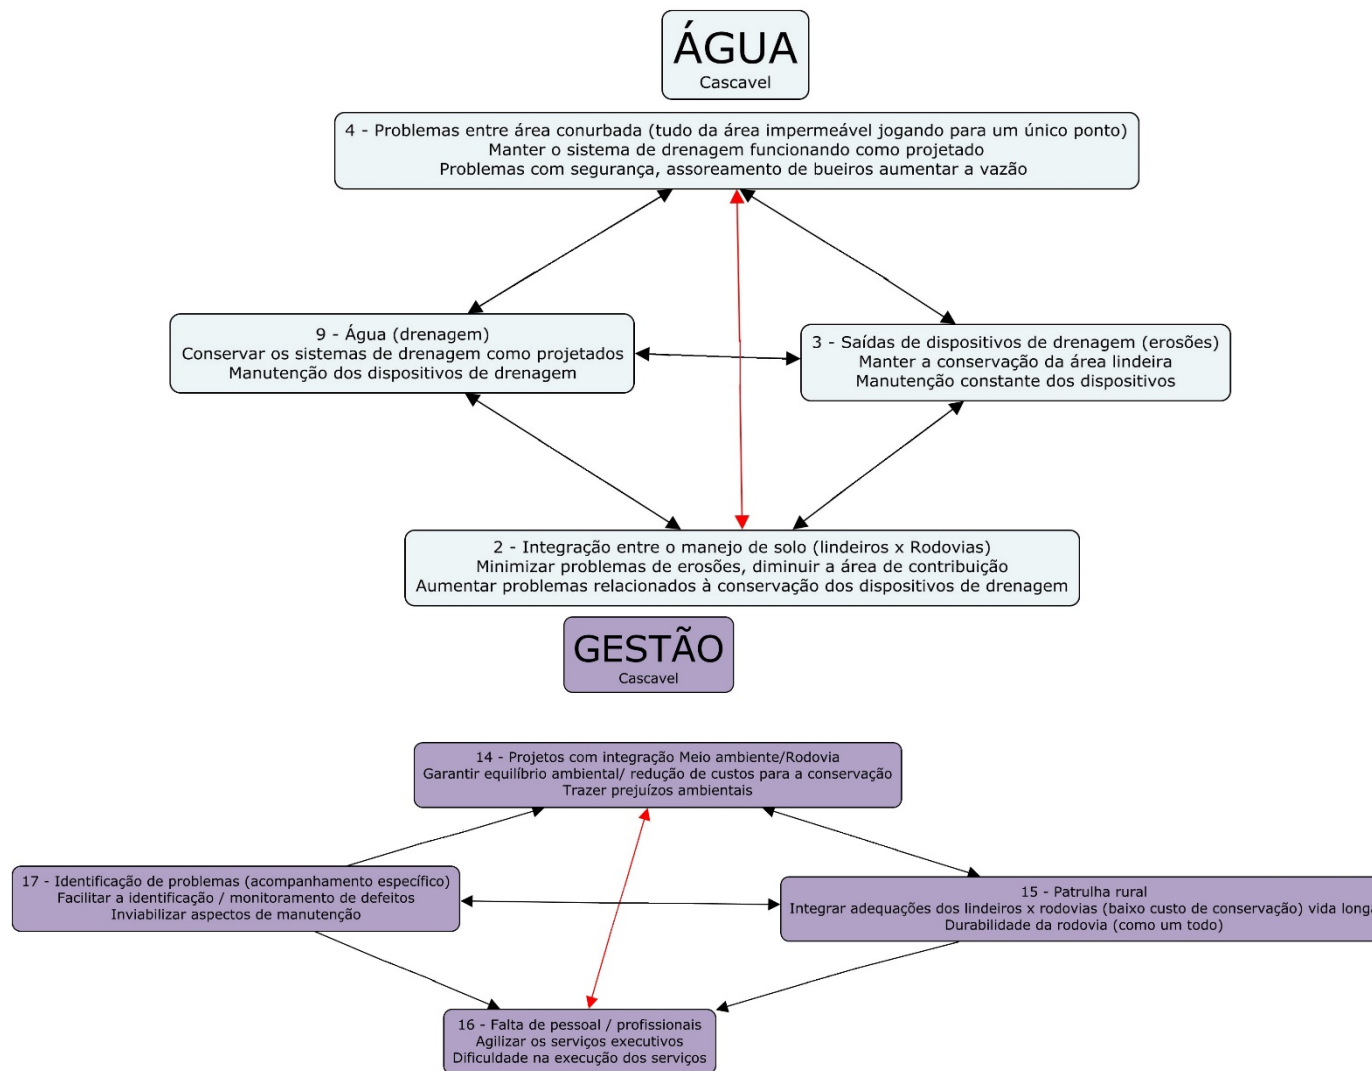 ÁGUA
Cascavel
4 - Problemas entre área conurbada (tudo da área impermeável jogando para um único ponto)
Manter o sistema de drenagem funcionando como projetado
Problemas com segurança, assoreamento de bueiros aumentar a vazão
9 - Água (drenagem)
Conservar os sistemas de drenagem como projetados
Manutenção dos dispositivos de drenagem
3 - Saídas de dispositivos de drenagem (erosões)
Manter a conservação da área lindeira
Manutenção constante dos dispositivos
2 - Integração entre o manejo de solo (lindeiros x Rodovias)
Minimizar problemas de erosões, diminuir a área de contribuição
Aumentar problemas relacionados à conservação dos dispositivos de drenagem
GESTÃO
Cascavel
14 - Projetos com integração Meio ambiente/Rodovia
Garantir equilíbrio ambiental/ redução de custos para a conservação
Trazer prejuízos ambientais
17 - Identificação de problemas (acompanhamento específico)
Facilitar a identificação / monitoramento de defeitos
Inviabilizar aspectos de manutenção
15 - Patrulha rural
Integrar adequações dos lindeiros x rodovias (baixo custo de conservação) vida longa
Durabilidade da rodovia (como um todo)
16 - Falta de pessoal / profissionais
Agilizar os serviços executivos
Dificuldade na execução dos serviços